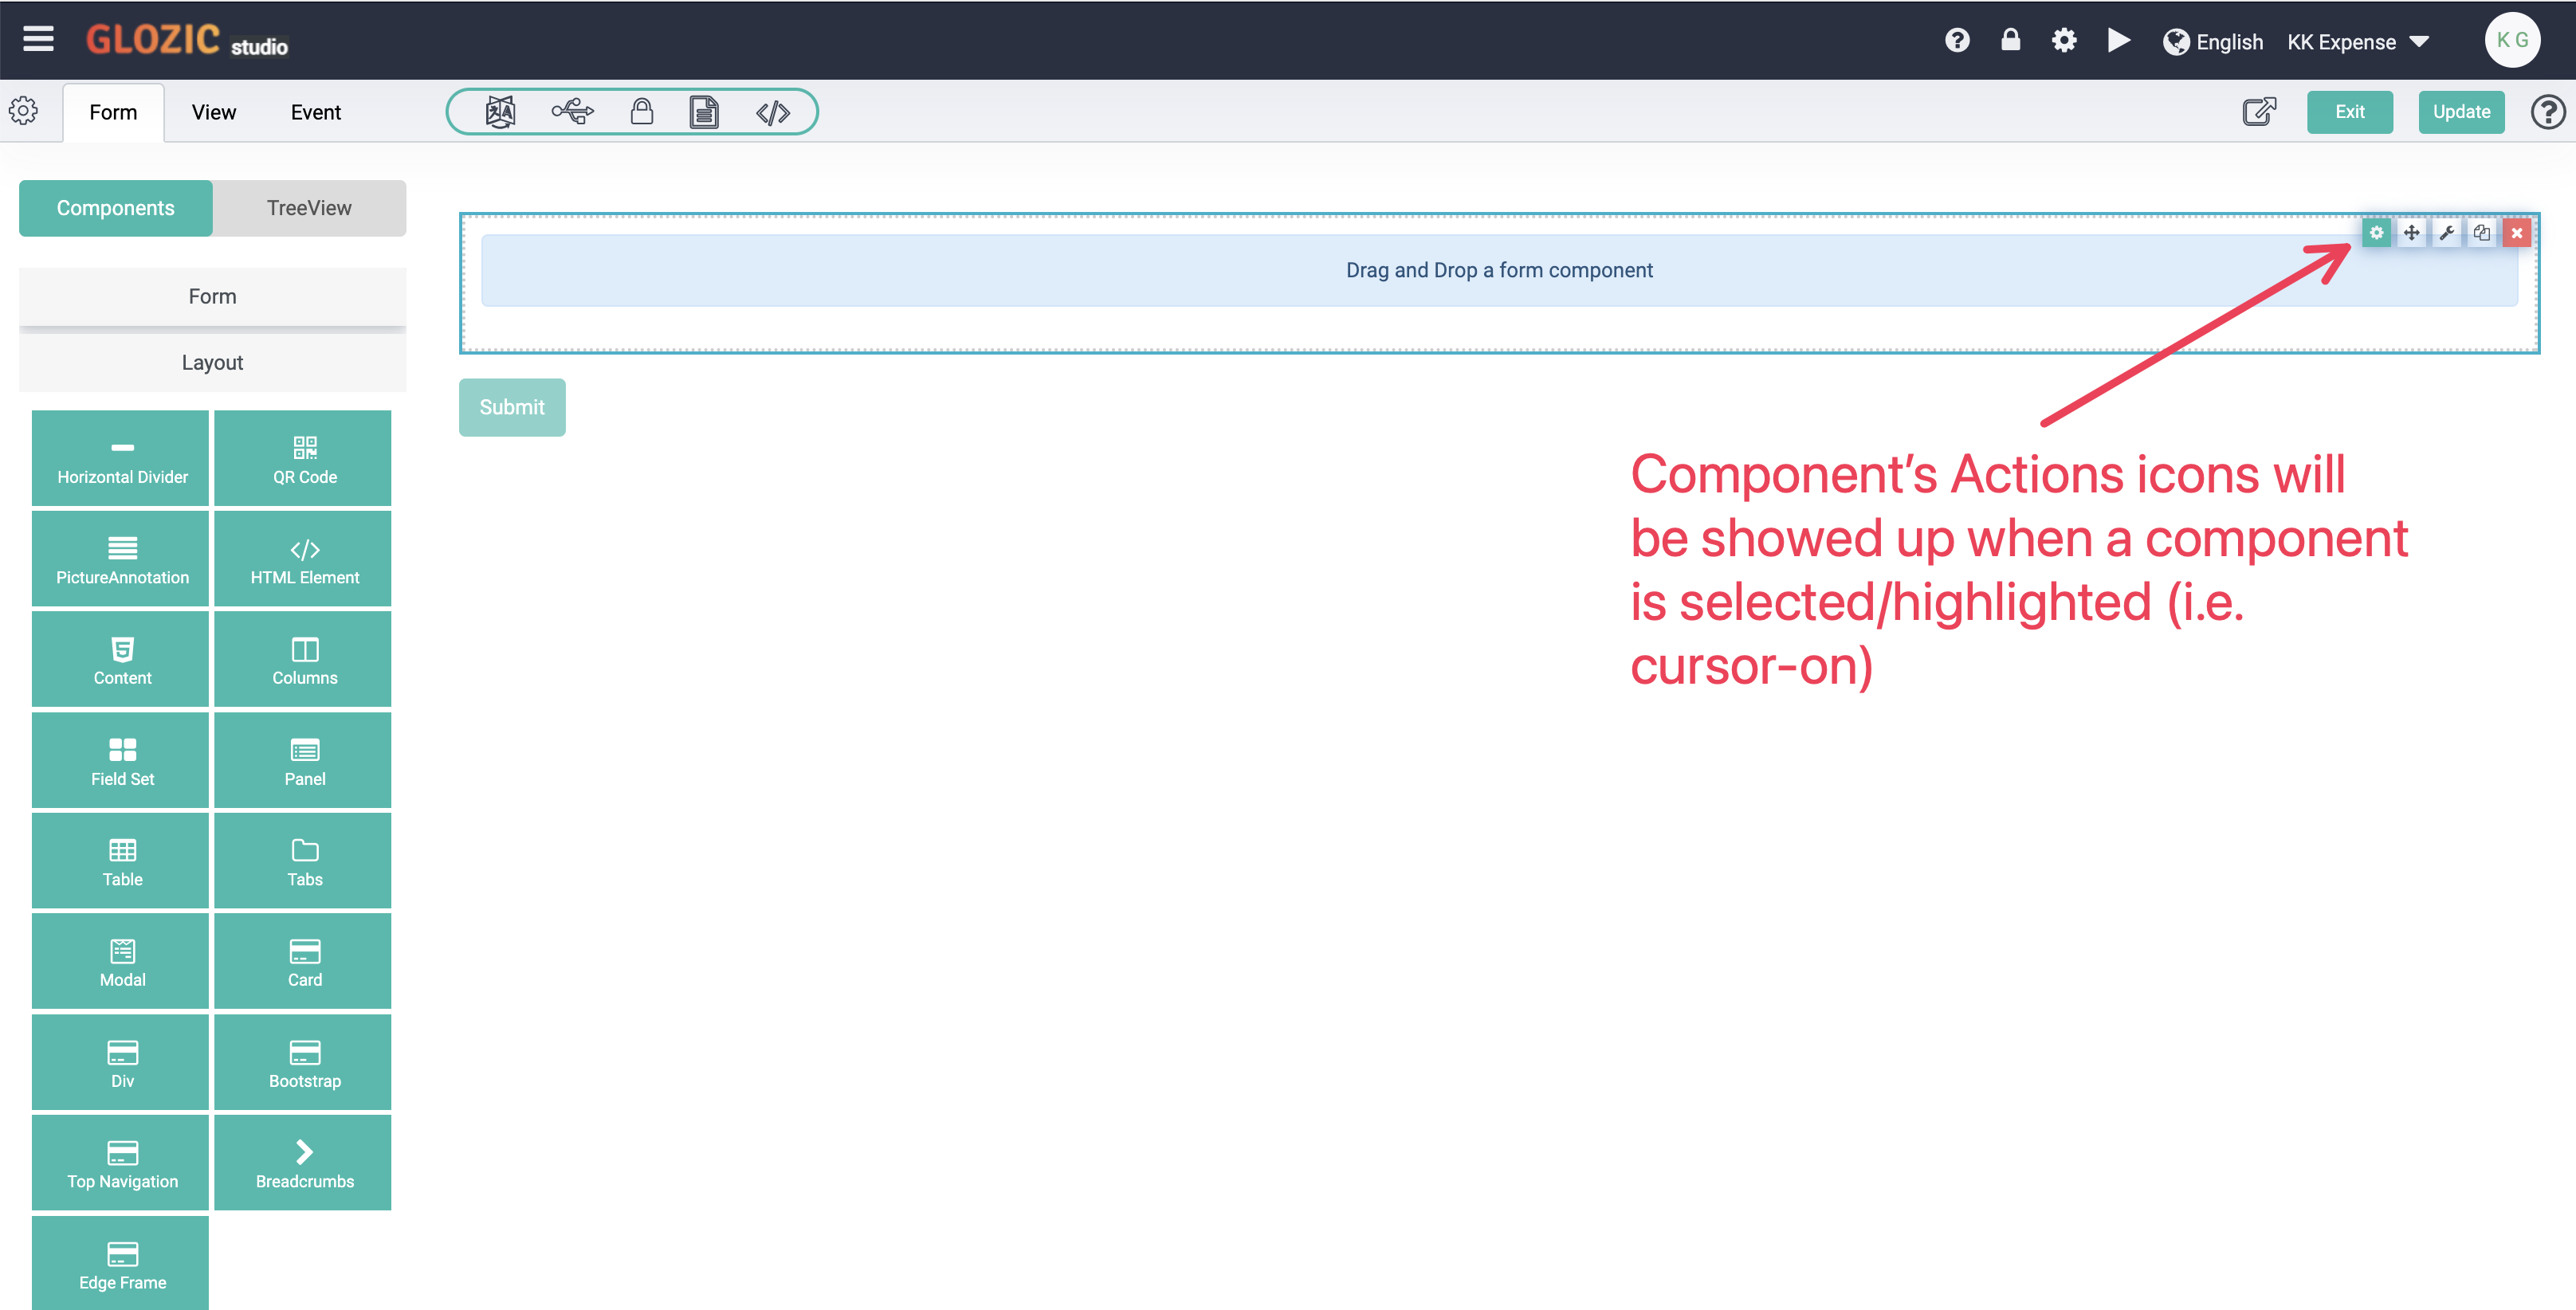 GLOZIC studio
English
KK Expense
K G
Form
View
Event
Exit
Update
Components
TreeView
Form
Layout
Drag and Drop a form component
Submit
Horizontal Divider
QR Code
PictureAnnotation
HTML Element
Content
Columns
Field Set
Panel
Table
Tabs
Modal
Card
Div
Bootstrap
Top Navigation
Breadcrumbs
Edge Frame
Component’s Actions icons will
be showed up when a component
is selected/highlighted (i.e.
cursor-on)